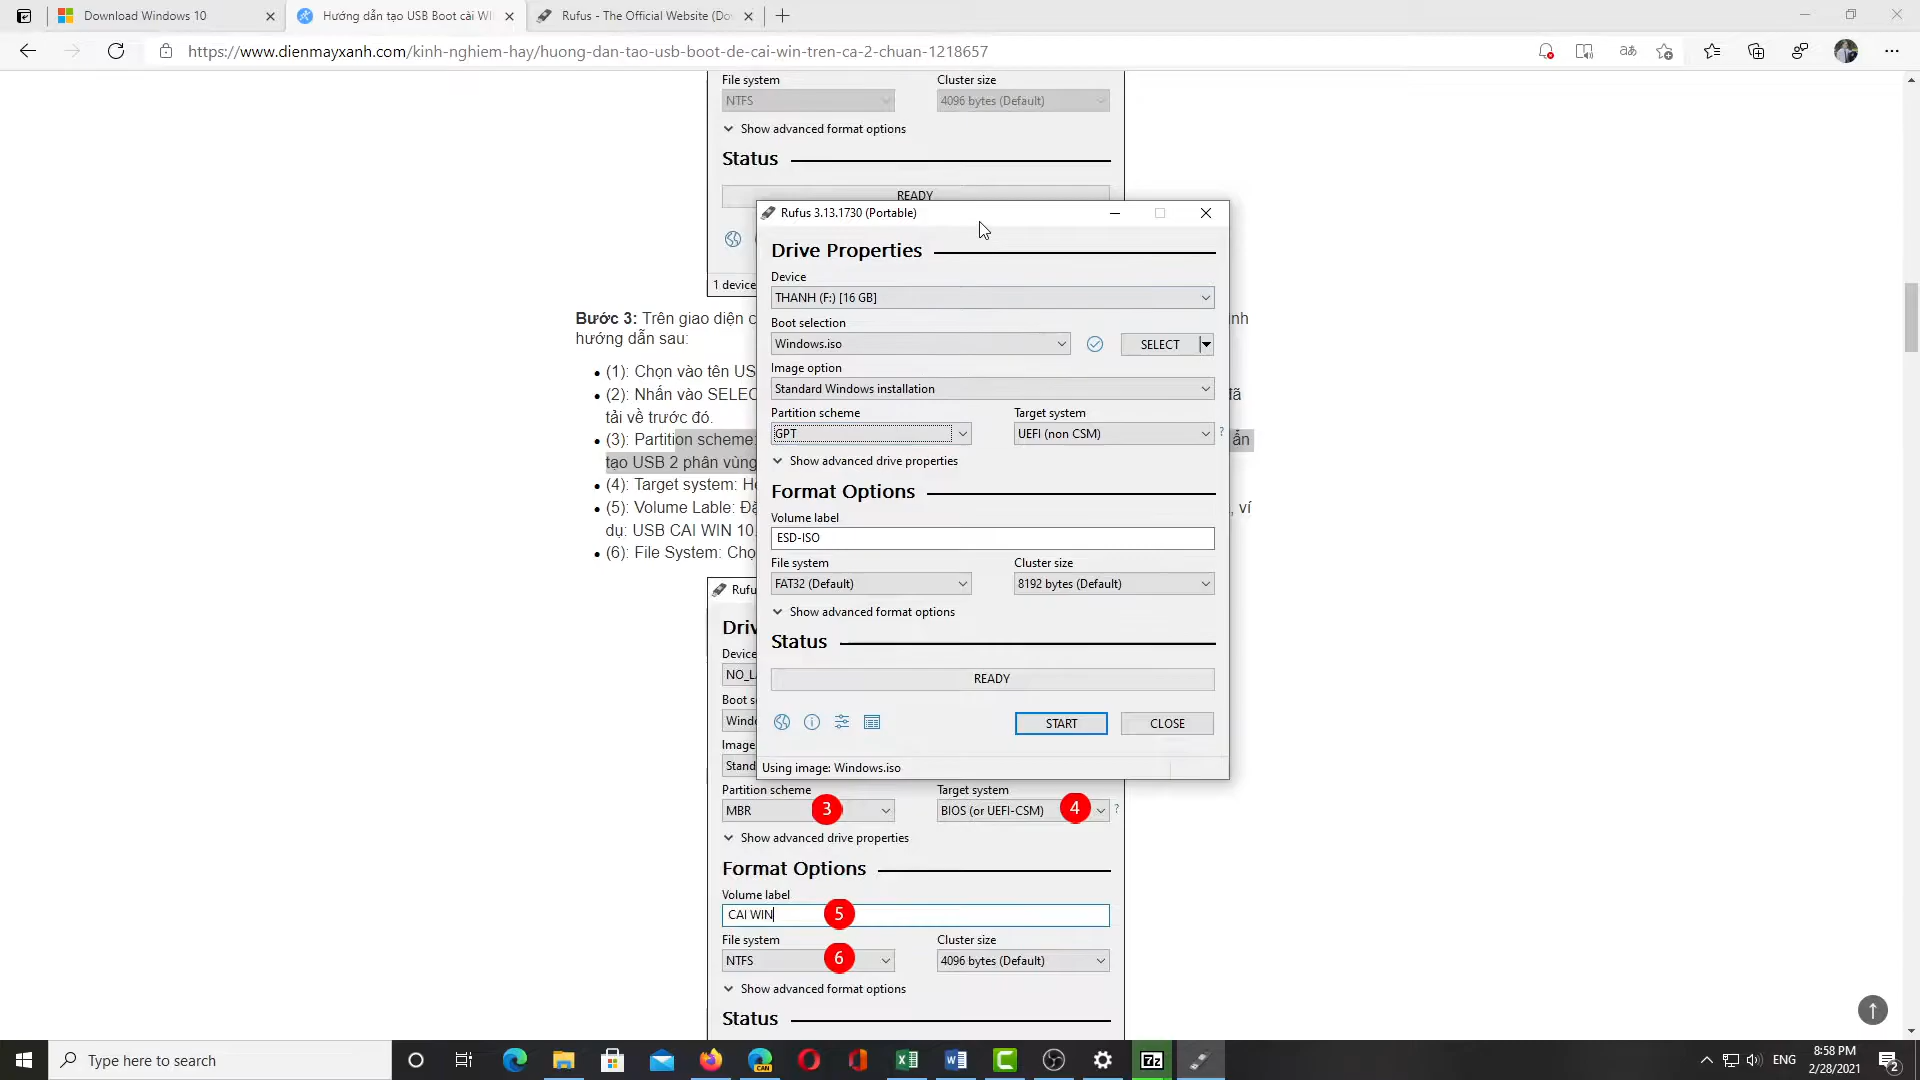 Download Windows 10
Hướng dẫn tạo USB Boot cài WI
Rufus - The Official Website (Do
https://www.dienmayxanh.com/kinh-nghiem-hay/huong-dan-tao-usb-boot-de-cai-win-tren-ca-2-chuan-1218657
File system
Cluster size
NTFS
4096 bytes (Default)
Show advanced format options
Status
READY
1 device
Bước 3: Trên giao diện c
ình
hướng dẫn sau:
(1): Chọn vào tên US
(2): Nhấn vào SELEC
đã
tải về trước đó.
(3): Partition scheme:
ẩn
tạo USB 2 phân vùng
(4): Target system: H
(5): Volume Lable: Đặ
, ví
dụ: USB CAI WIN 10.
(6): File System: Chọ
Rufus 3.13.1730 (Portable)
Drive Properties
Device
THANH (F:) [16 GB]
Boot selection
Windows.iso
SELECT
Image option
Standard Windows installation
Partition scheme
Target system
GPT
UEFI (non CSM)
?
Show advanced drive properties
Format Options
Volume label
ESD-ISO
File system
Cluster size
FAT32 (Default)
8192 bytes (Default)
Show advanced format options
Status
READY
START
CLOSE
Using image: Windows.iso
Rufu
Driv
Device
NO_L
Boot s
Windo
Image
Stand
Partition scheme
Target system
MBR
3
BIOS (or UEFI-CSM)
4
?
Show advanced drive properties
Format Options
Volume label
CAI WIN
5
File system
Cluster size
NTFS
6
4096 bytes (Default)
Show advanced format options
Status
Type here to search
CAN
7z
ENG
8:58 PM
2/28/2021
2